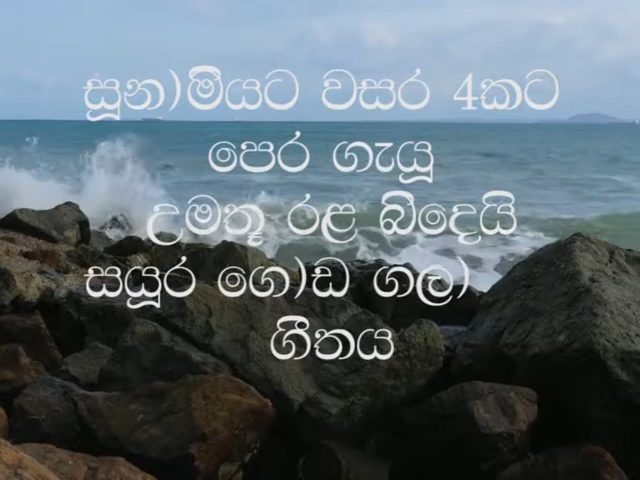 සූන)මියට වසර 4කට
පෙර ගැයූ
උමතූ රළ බිදෙයි
සයූර ගෙ)ඩ ගල)
ගීතය